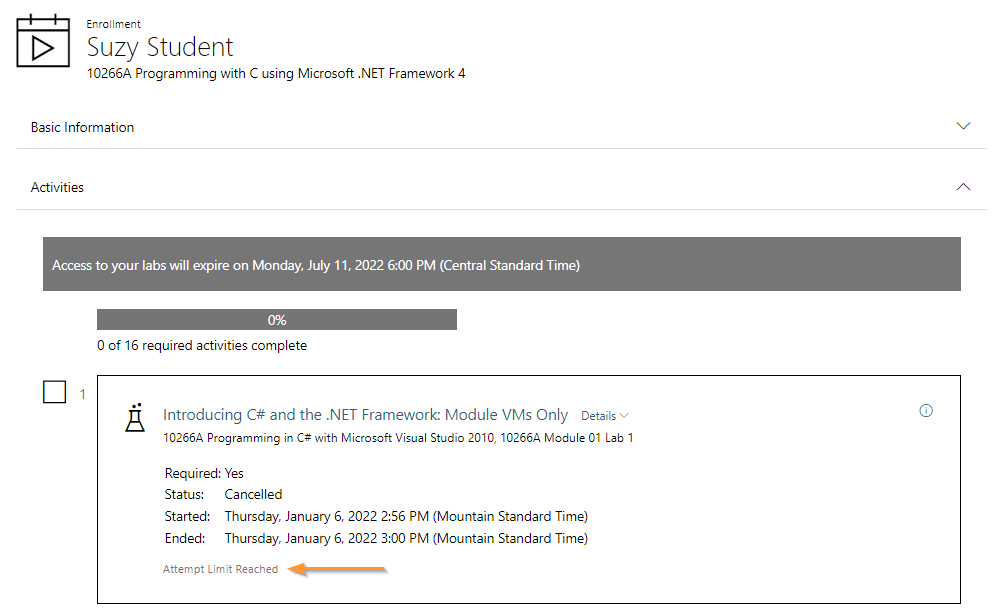 Enrollment
Suzy Student
10266A Programming with C using Microsoft .NET Framework 4
Basic Information
Activities
Access to your labs will expire on Monday, July 11, 2022 6:00 PM (Central Standard Time)
0%
0 of 16 required activities complete
1
Introducing C# and the .NET Framework: Module VMs Only Details
10266A Programming in C# with Microsoft Visual Studio 2010, 10266A Module 01 Lab 1
Required: Yes
Status: Cancelled
Started: Thursday, January 6, 2022 2:56 PM (Mountain Standard Time)
Ended: Thursday, January 6, 2022 3:00 PM (Mountain Standard Time)
Attempt Limit Reached